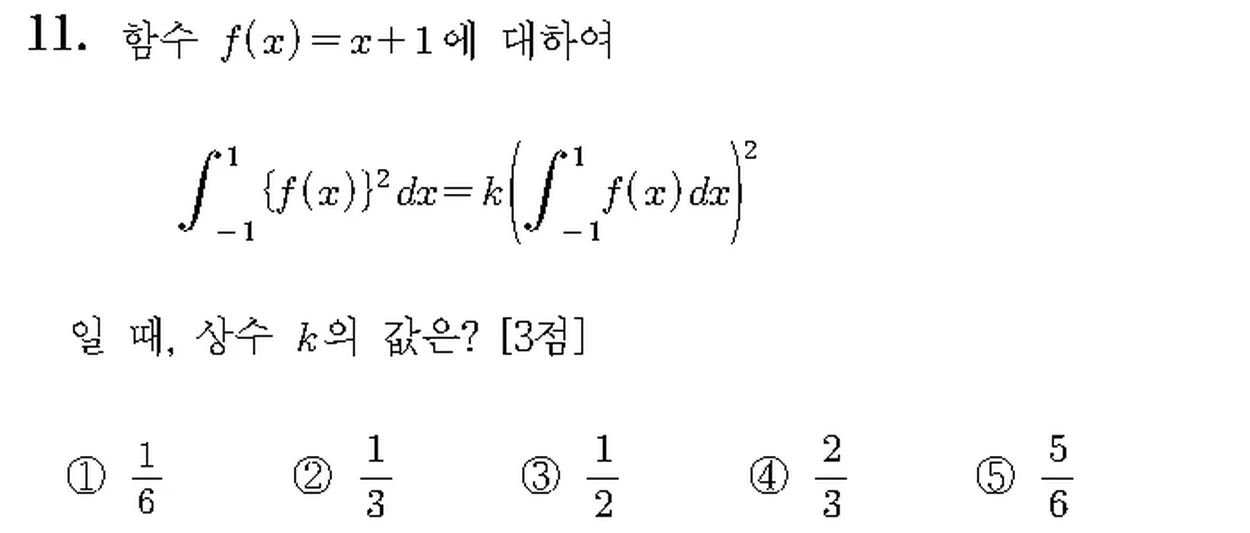 11. 함수 f(x)=x+1에 대하여
∫_{-1}^{1} {f(x)}² dx = k(∫_{-1}^{1} f(x) dx)²
일 때, 상수 k의 값은? [3점]
① 1/6 ② 1/3 ③ 1/2 ④ 2/3 ⑤ 5/6